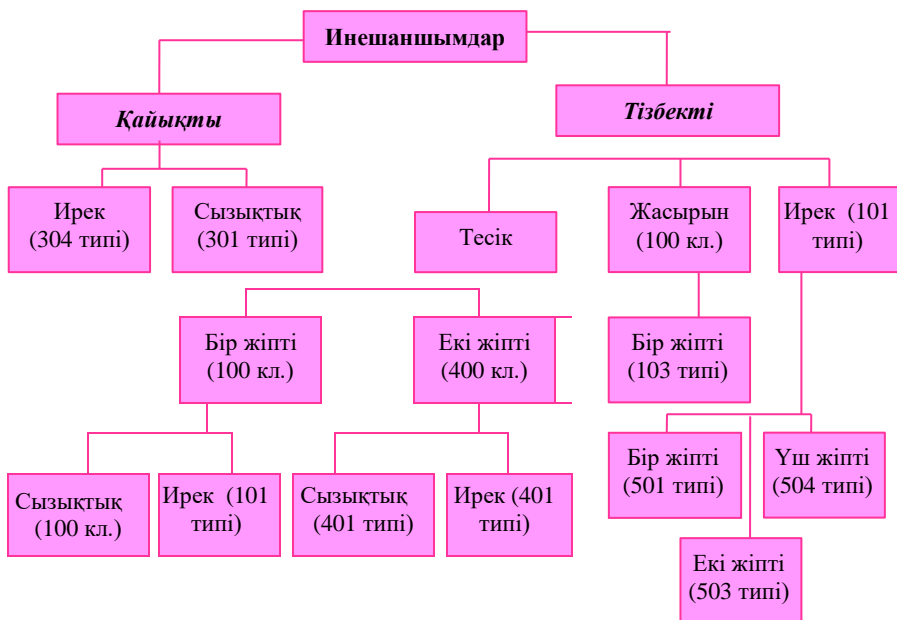 Инешаншымдар
Қайықты
Тізбекті
Ирек
(304 типі)
Сызықтық
(301 типі)
Тесік
Жасырын
(100 кл.)
Ирек (101
типі)
Бір жіпті
(100 кл.)
Екі жіпті
(400 кл.)
Бір жіпті
(103 типі)
Сызықтық
(100 кл.)
Ирек (101
типі)
Сызықтық
(401 типі)
Ирек (401
типі)
Бір жіпті
(501 типі)
Үш жіпті
(504 типі)
Екі жіпті
(503 типі)